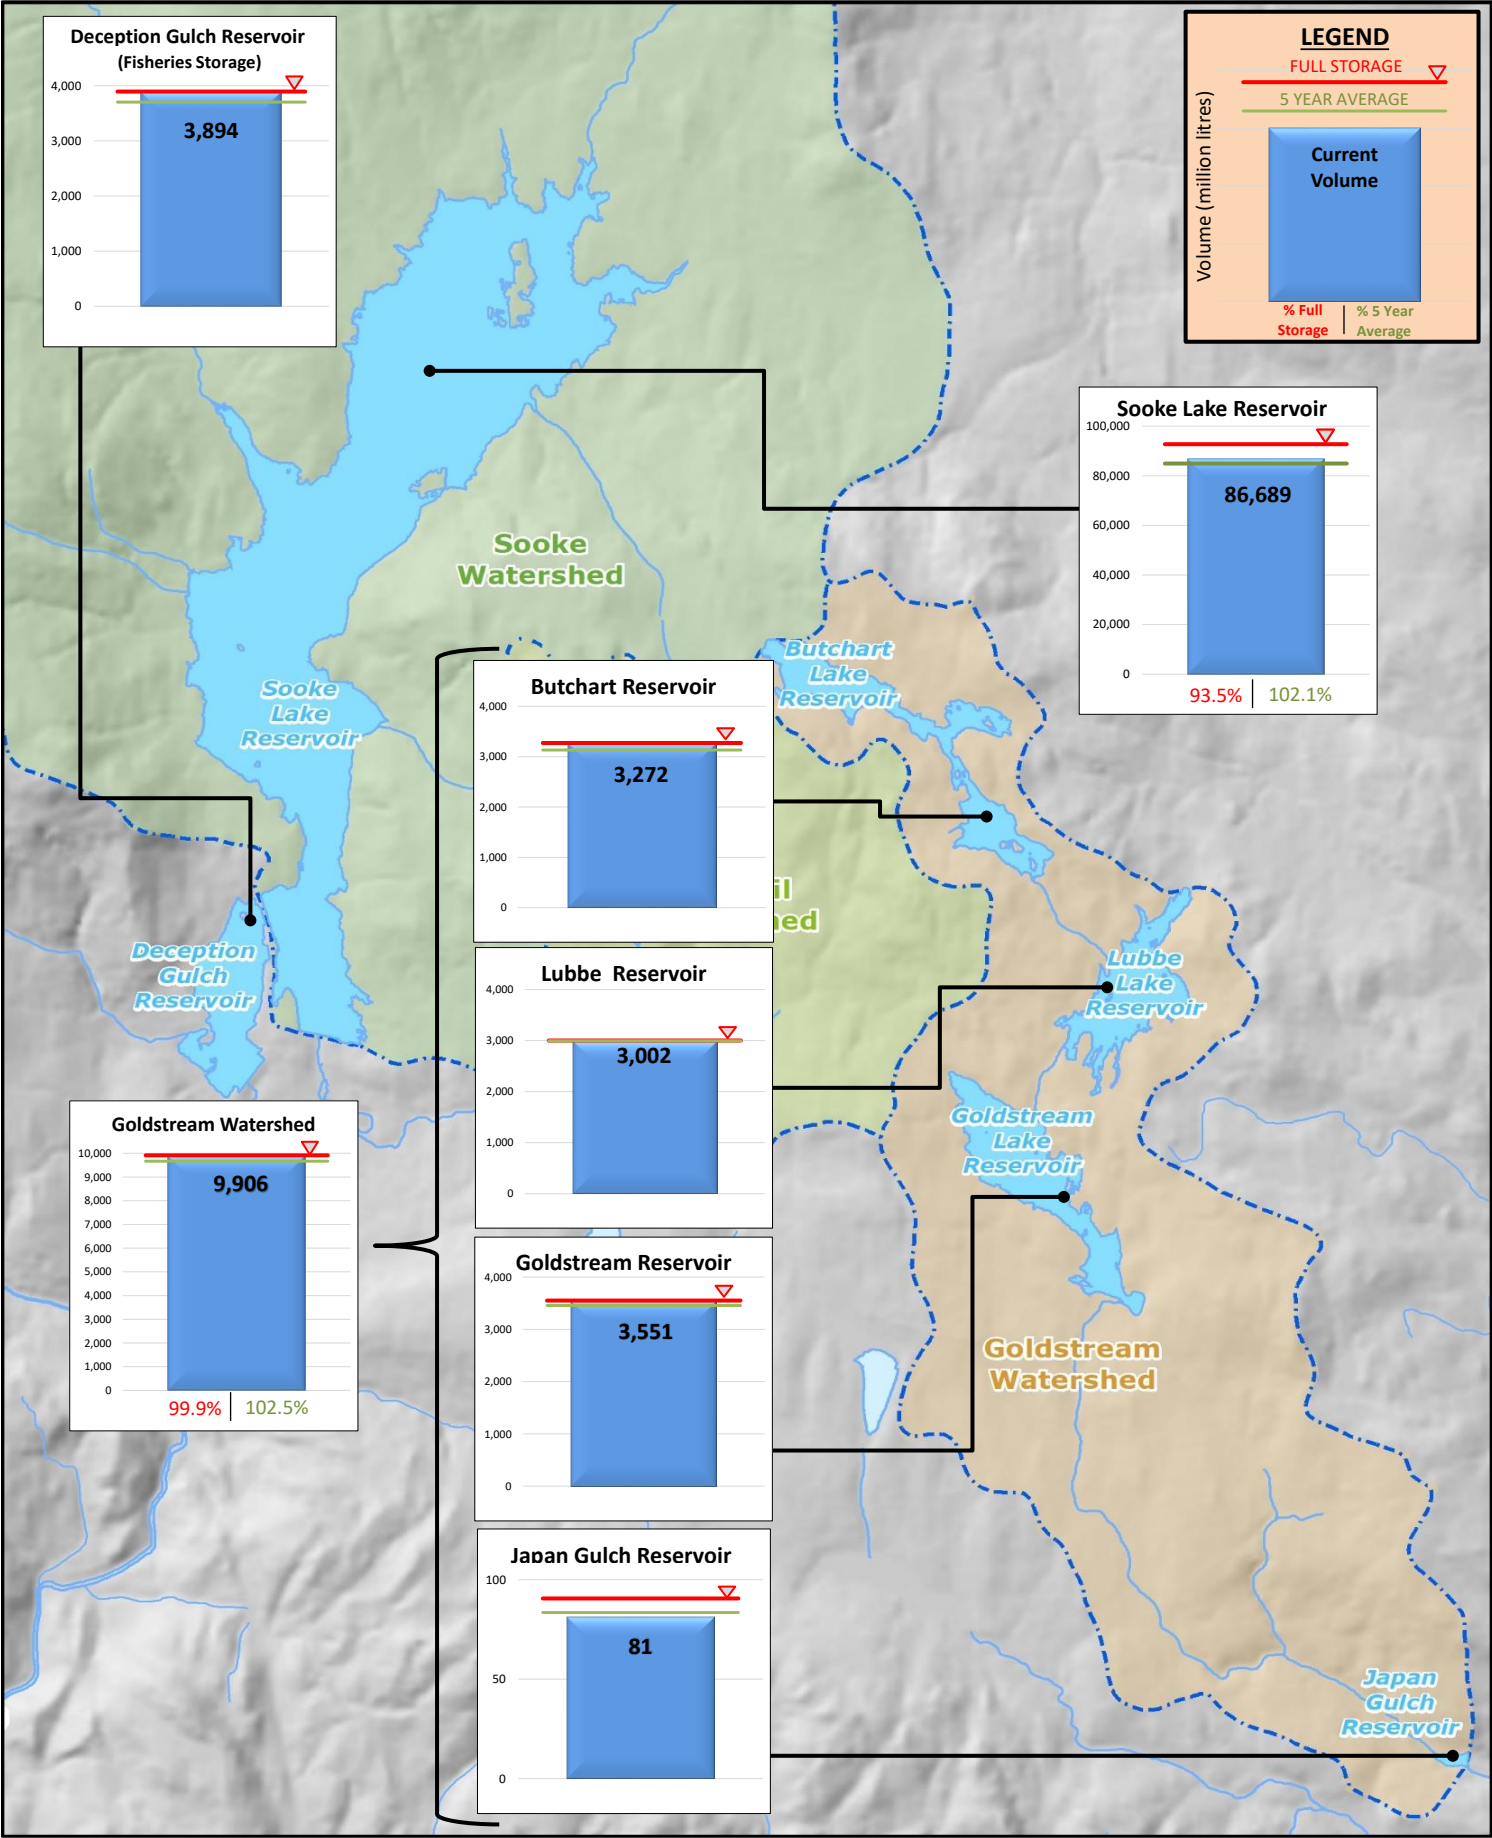 Deception Gulch Reservoir
(Fisheries Storage)
4,000
3,000
2,000
1,000
0
3,894
LEGEND
FULL STORAGE
5 YEAR AVERAGE
Volume (million litres)
Current
Volume
% Full
Storage
% 5 Year
Average
Sooke Lake Reservoir
100,000
80,000
60,000
40,000
20,000
0
86,689
93.5%
102.1%
Sooke
Watershed
Sooke
Lake
Reservoir
Butchart
Lake
Reservoir
Butchart Reservoir
4,000
3,000
2,000
1,000
0
3,272
il
ed
Deception
Gulch
Reservoir
Lubbe Reservoir
4,000
3,000
2,000
1,000
0
3,002
Lubbe
Lake
Reservoir
Goldstream
Lake
Reservoir
Goldstream Watershed
10,000
9,000
8,000
7,000
6,000
5,000
4,000
3,000
2,000
1,000
0
9,906
99.9%
102.5%
Goldstream Reservoir
4,000
3,000
2,000
1,000
0
3,551
Goldstream
Watershed
Japan Gulch Reservoir
100
50
0
81
Japan
Gulch
Reservoir